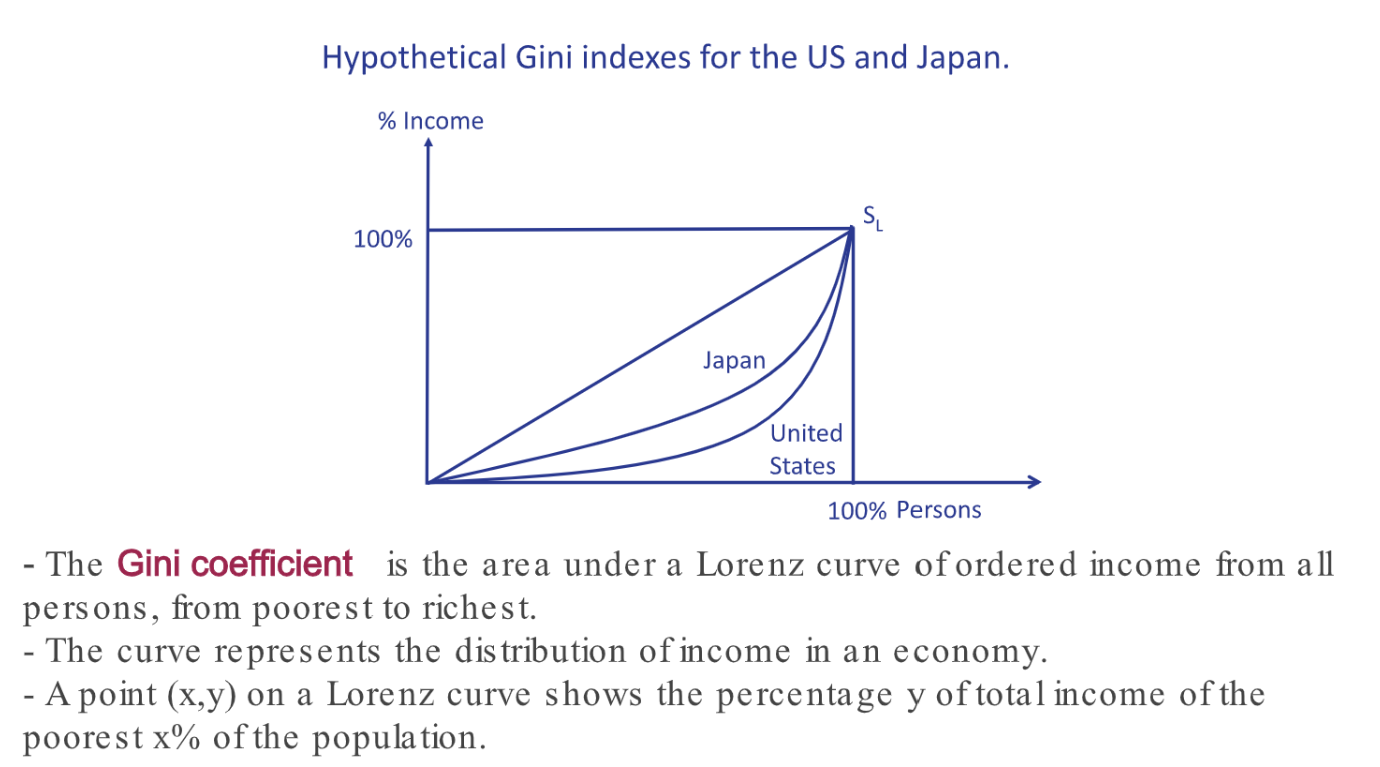 Hypothetical Gini indexes for the US and Japan.
% Income
S_L
100%
Japan
United
States
100% Persons
- The Gini coefficient is the area under a Lorenz curve of ordered income from all
persons, from poorest to richest.
- The curve represents the distribution of income in an economy.
- A point (x,y) on a Lorenz curve shows the percentage y of total income of the
poorest x% of the population.